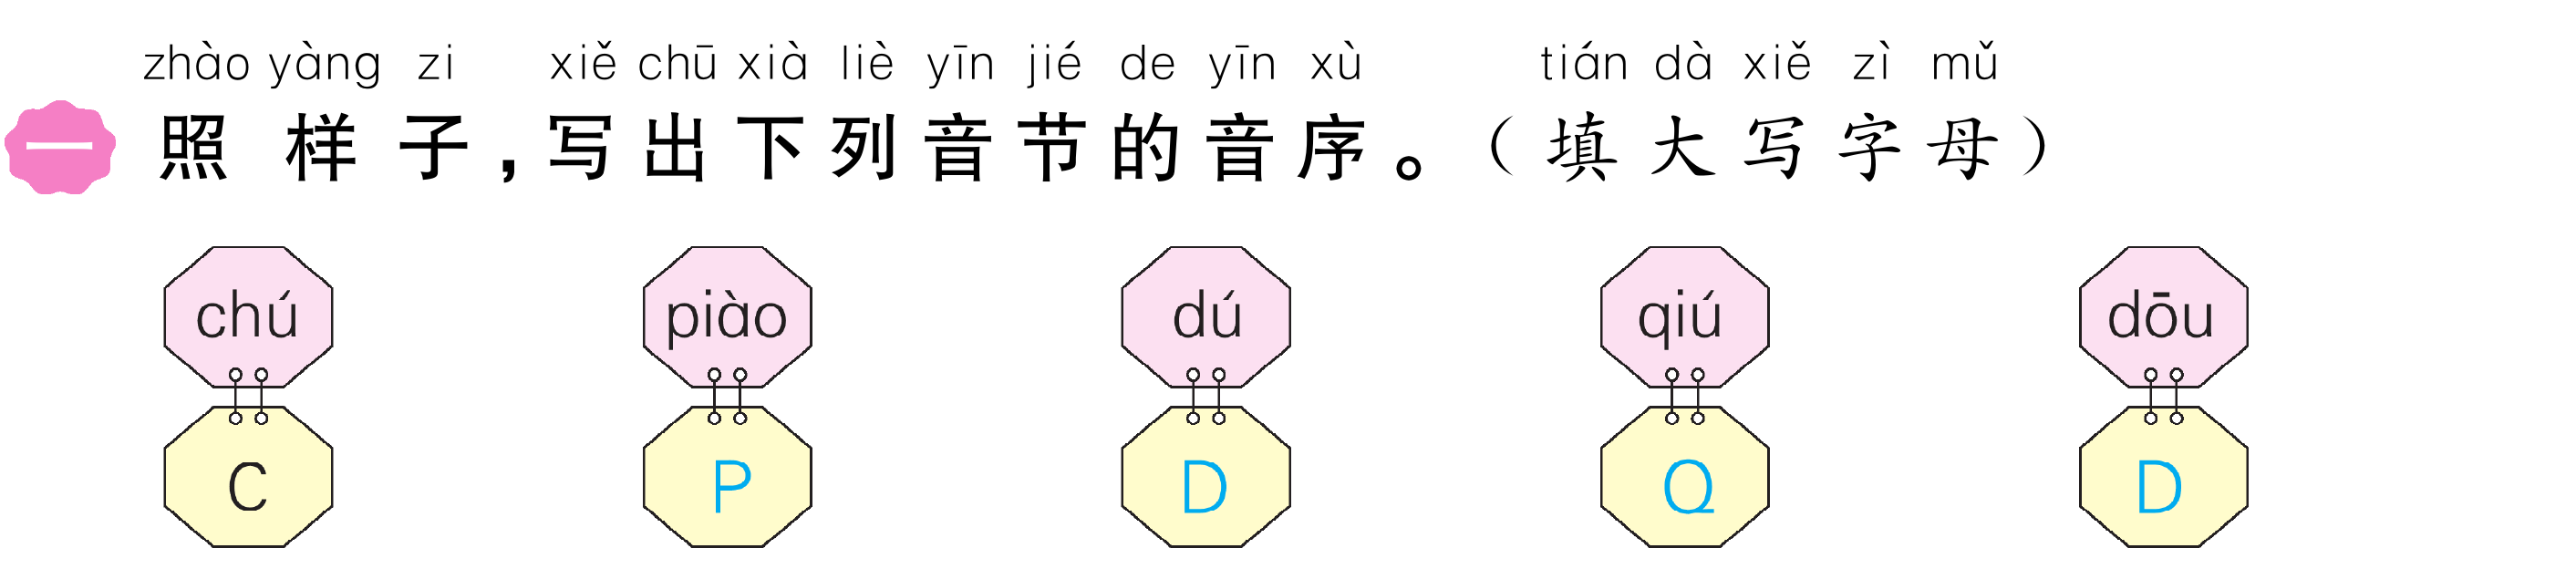 zhào yàng zi xiě chū xià liè yīn jié de yīn xù tián dà xiě zì mǔ
一 照样子,写出下列音节的音序。(填大写字母)
chú piào dú qiú dōu
C P D Q D